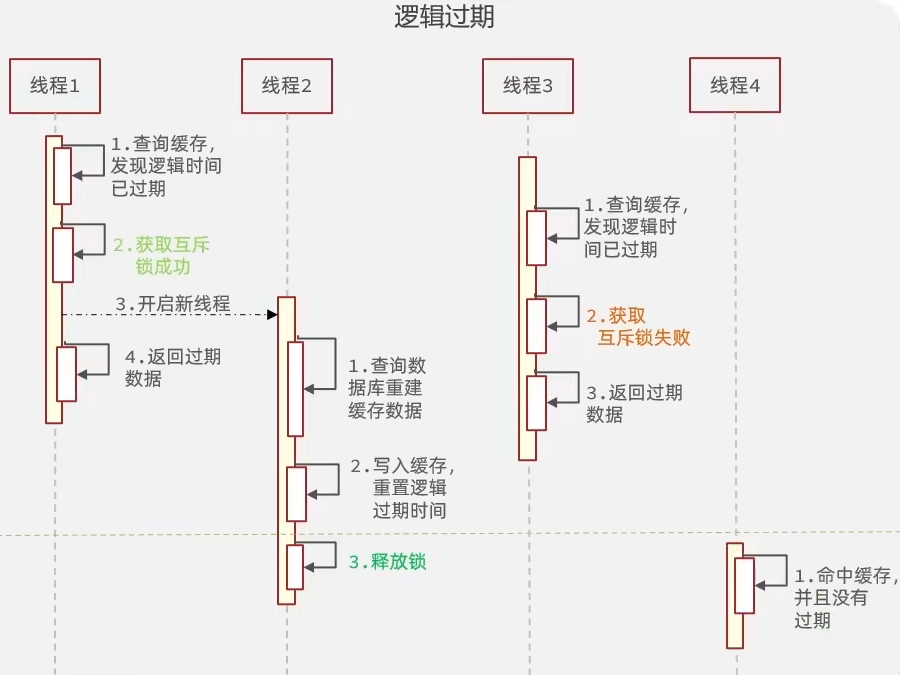 逻辑过期
线程1
线程2
线程3
线程4
1.查询缓存，
发现逻辑时间
已过期
2.获取互斥
锁成功
3.开启新线程
4.返回过期
数据
1.查询数
据库重建
缓存数据
2.写入缓存，
重置逻辑
过期时间
3.释放锁
1.查询缓存，
发现逻辑时
间已过期
2.获取
互斥锁失败
3.返回过期
数据
1.命中缓存，
并且没有
过期